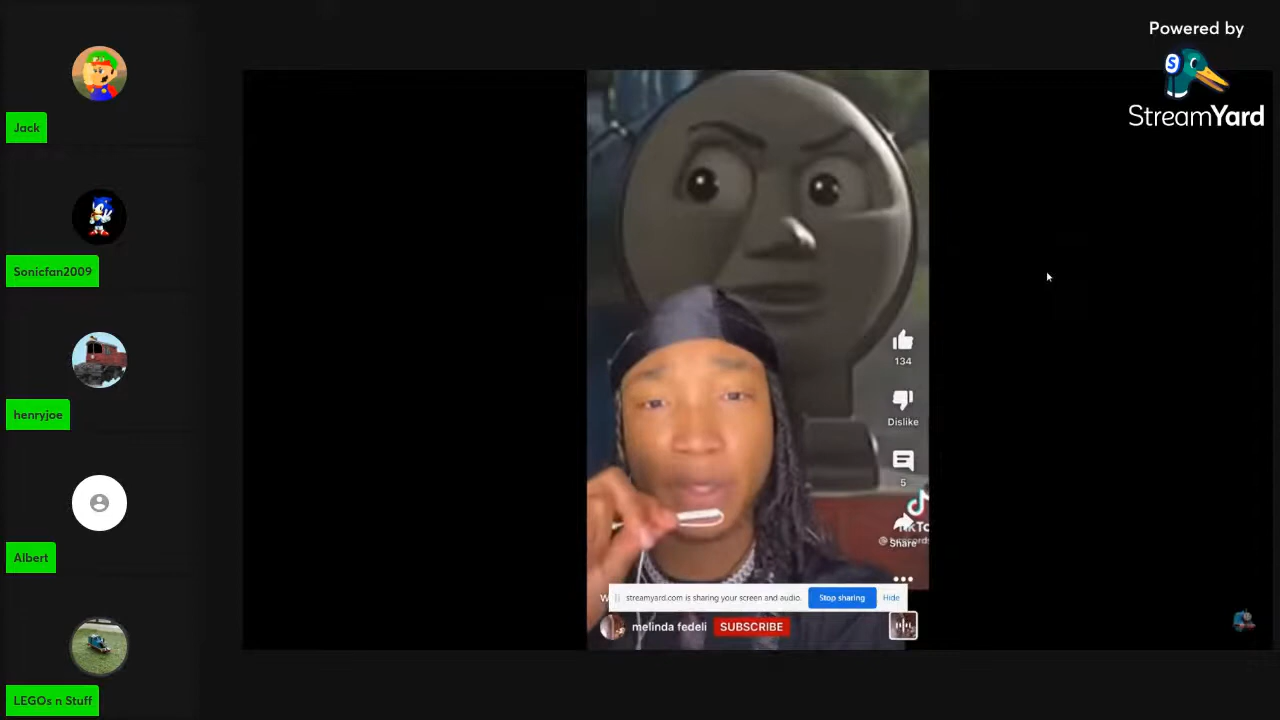 Powered by
StreamYard
Jack
Sonicfan2009
henryjoe
Albert
LEGOs n Stuff
134
Dislike
5
Share
streamyard.com is sharing your screen and audio.
Stop sharing
Hide
melinda fedeli
SUBSCRIBE